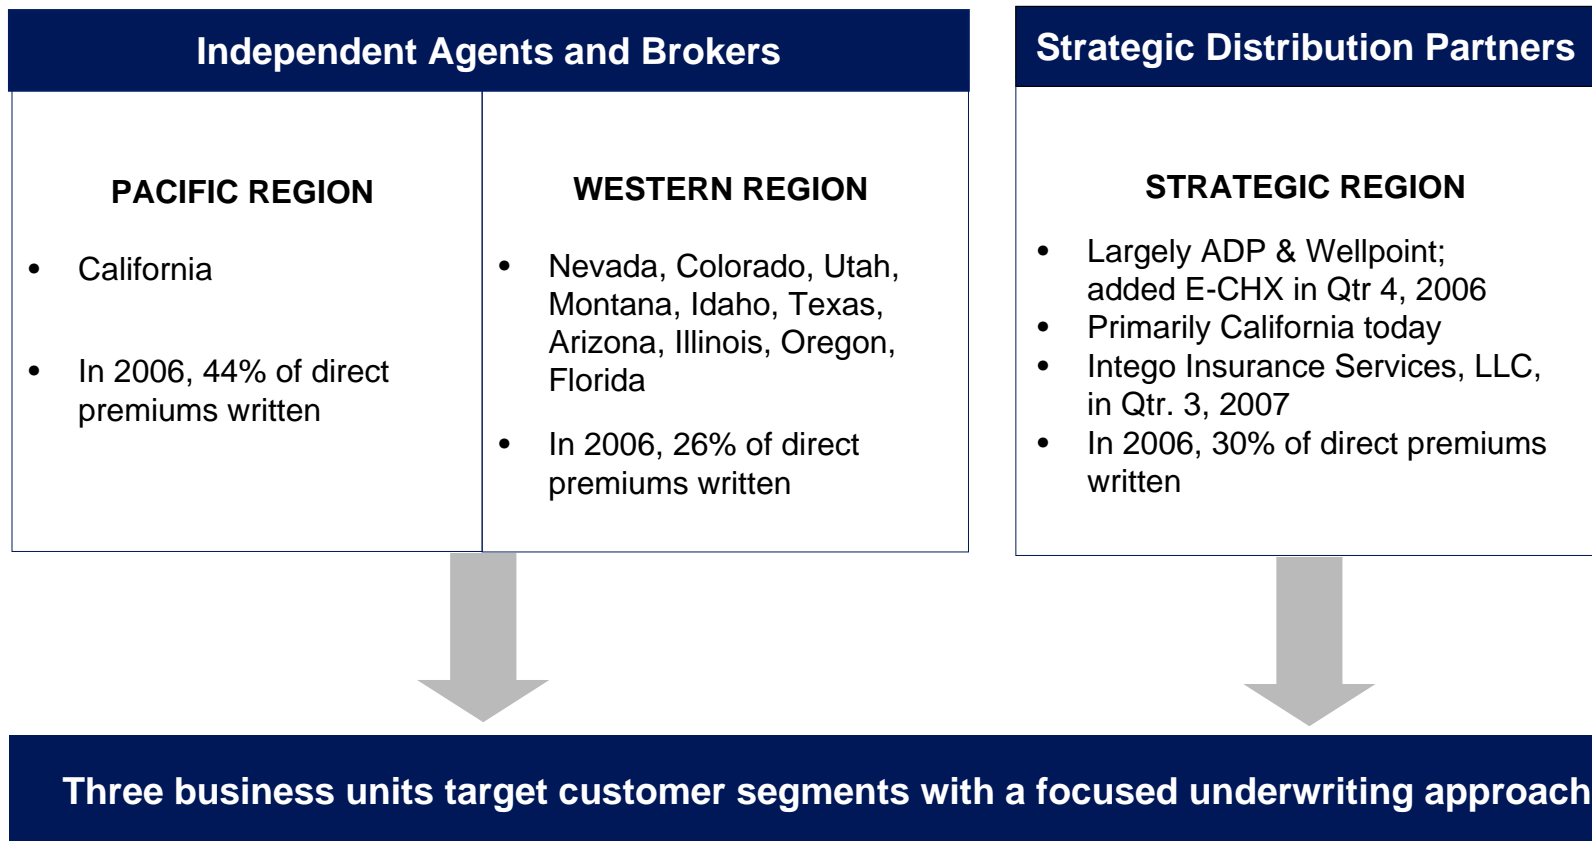 Independent Agents and Brokers
PACIFIC REGION
• California
• In 2006, 44% of direct
premiums written
WESTERN REGION
• Nevada, Colorado, Utah,
Montana, Idaho, Texas,
Arizona, Illinois, Oregon,
Florida
• In 2006, 26% of direct
premiums written
Strategic Distribution Partners
STRATEGIC REGION
• Largely ADP & Wellpoint;
added E-CHX in Qtr 4, 2006
• Primarily California today
• Intego Insurance Services, LLC,
in Qtr. 3, 2007
• In 2006, 30% of direct premiums
written
Three business units target customer segments with a focused underwriting approach